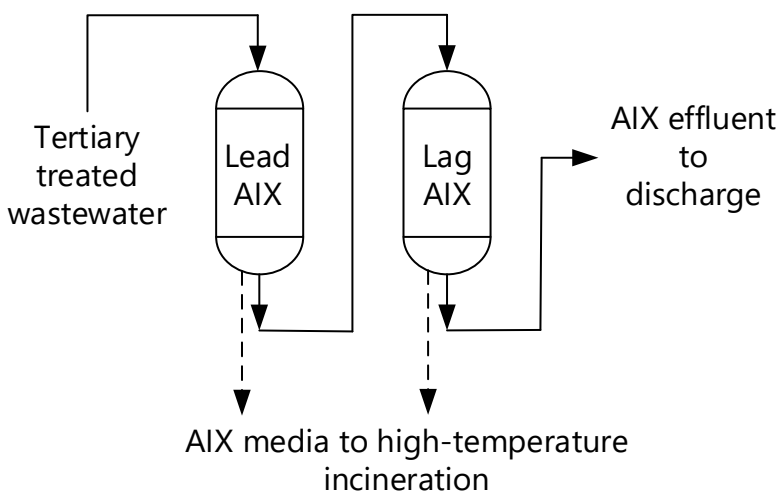 Tertiary
treated
wastewater
Lead
AIX
Lag
AIX
AIX effluent
to
discharge
AIX media to high-temperature
incineration